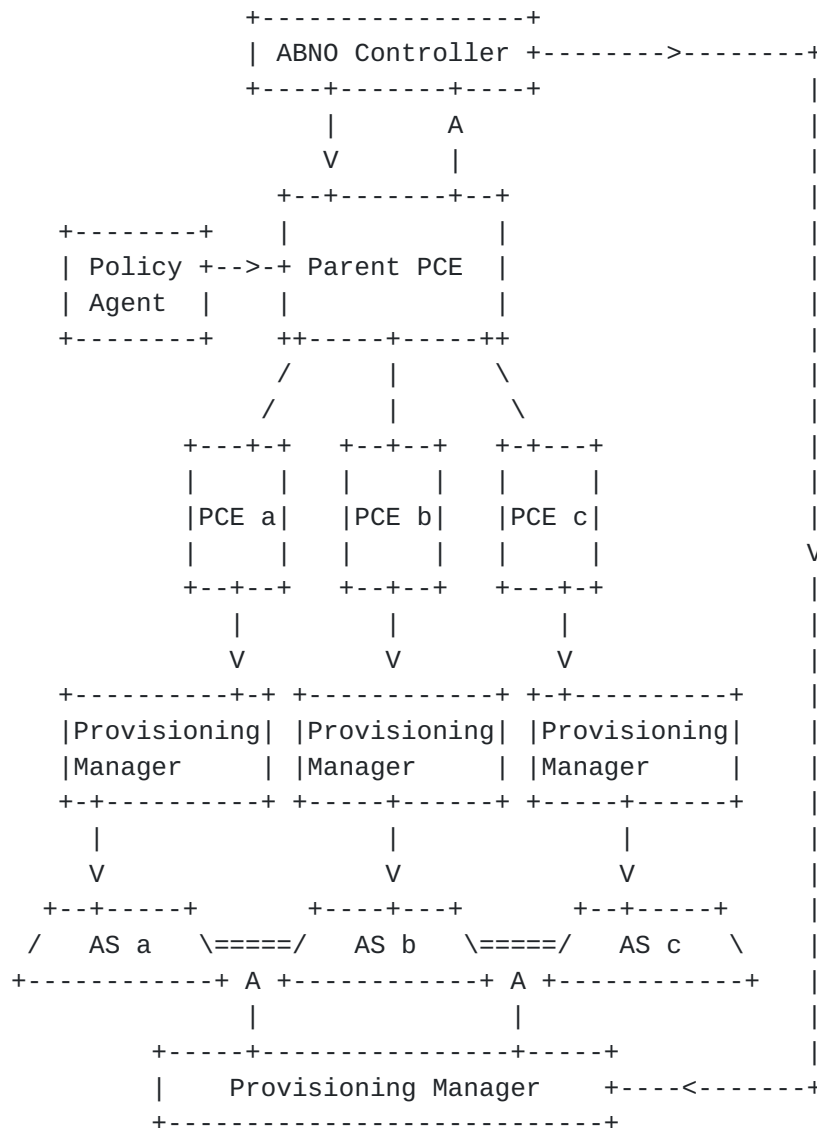 ABNO Controller
Policy
Parent PCE
Agent
PCE a PCE b PCE c
Provisioning Provisioning Provisioning
Manager Manager Manager
AS a AS b AS c
Provisioning Manager